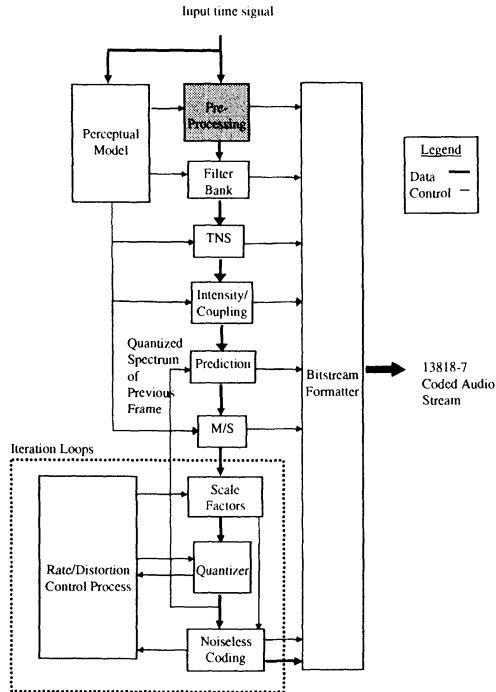 Input time signal
Perceptual
Model
Pre-
Processing
Legend
Data
Control
Filter
Bank
TNS
Intensity/
Coupling
Quantized
Spectrum
of
Previous
Frame
Prediction
Bitstream
Formatter
13818-7
Coded Audio
Stream
M/S
Iteration Loops
Scale
Factors
Rate/Distortion
Control Process
Quantizer
Noiseless
Coding